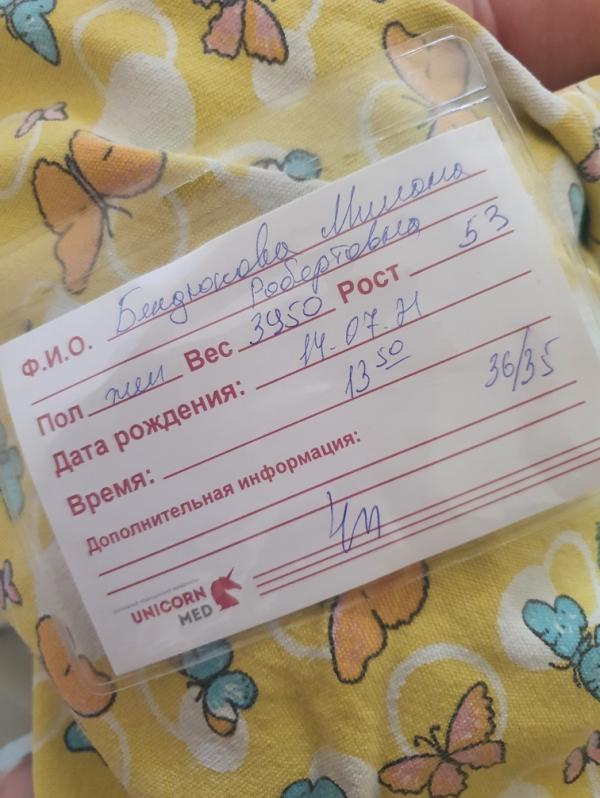 Ф.И.О. Бендюкова Милана
Робертовна
Пол жен Вес 3950 Рост 53
Дата рождения: 14.07.21
Время: 13 50
36/35
Дополнительная информация:
UNICORN
MED